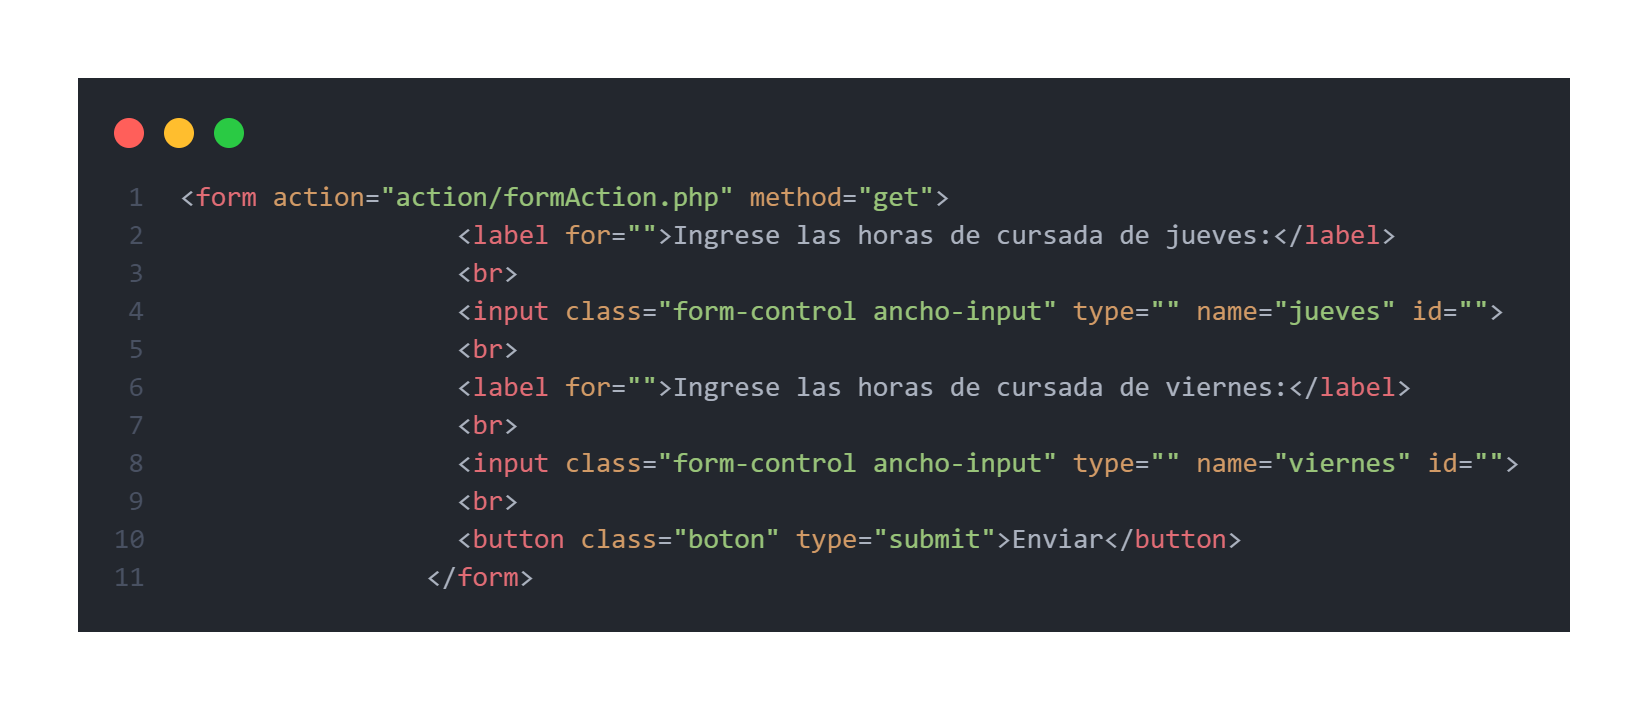 1 <form action="action/formAction.php" method="get">
2 <label for="">Ingrese las horas de cursada de jueves:</label>
3 <br>
4 <input class="form-control ancho-input" type="" name="jueves" id="">
5 <br>
6 <label for="">Ingrese las horas de cursada de viernes:</label>
7 <br>
8 <input class="form-control ancho-input" type="" name="viernes" id="">
9 <br>
10 <button class="boton" type="submit">Enviar</button>
11 </form>